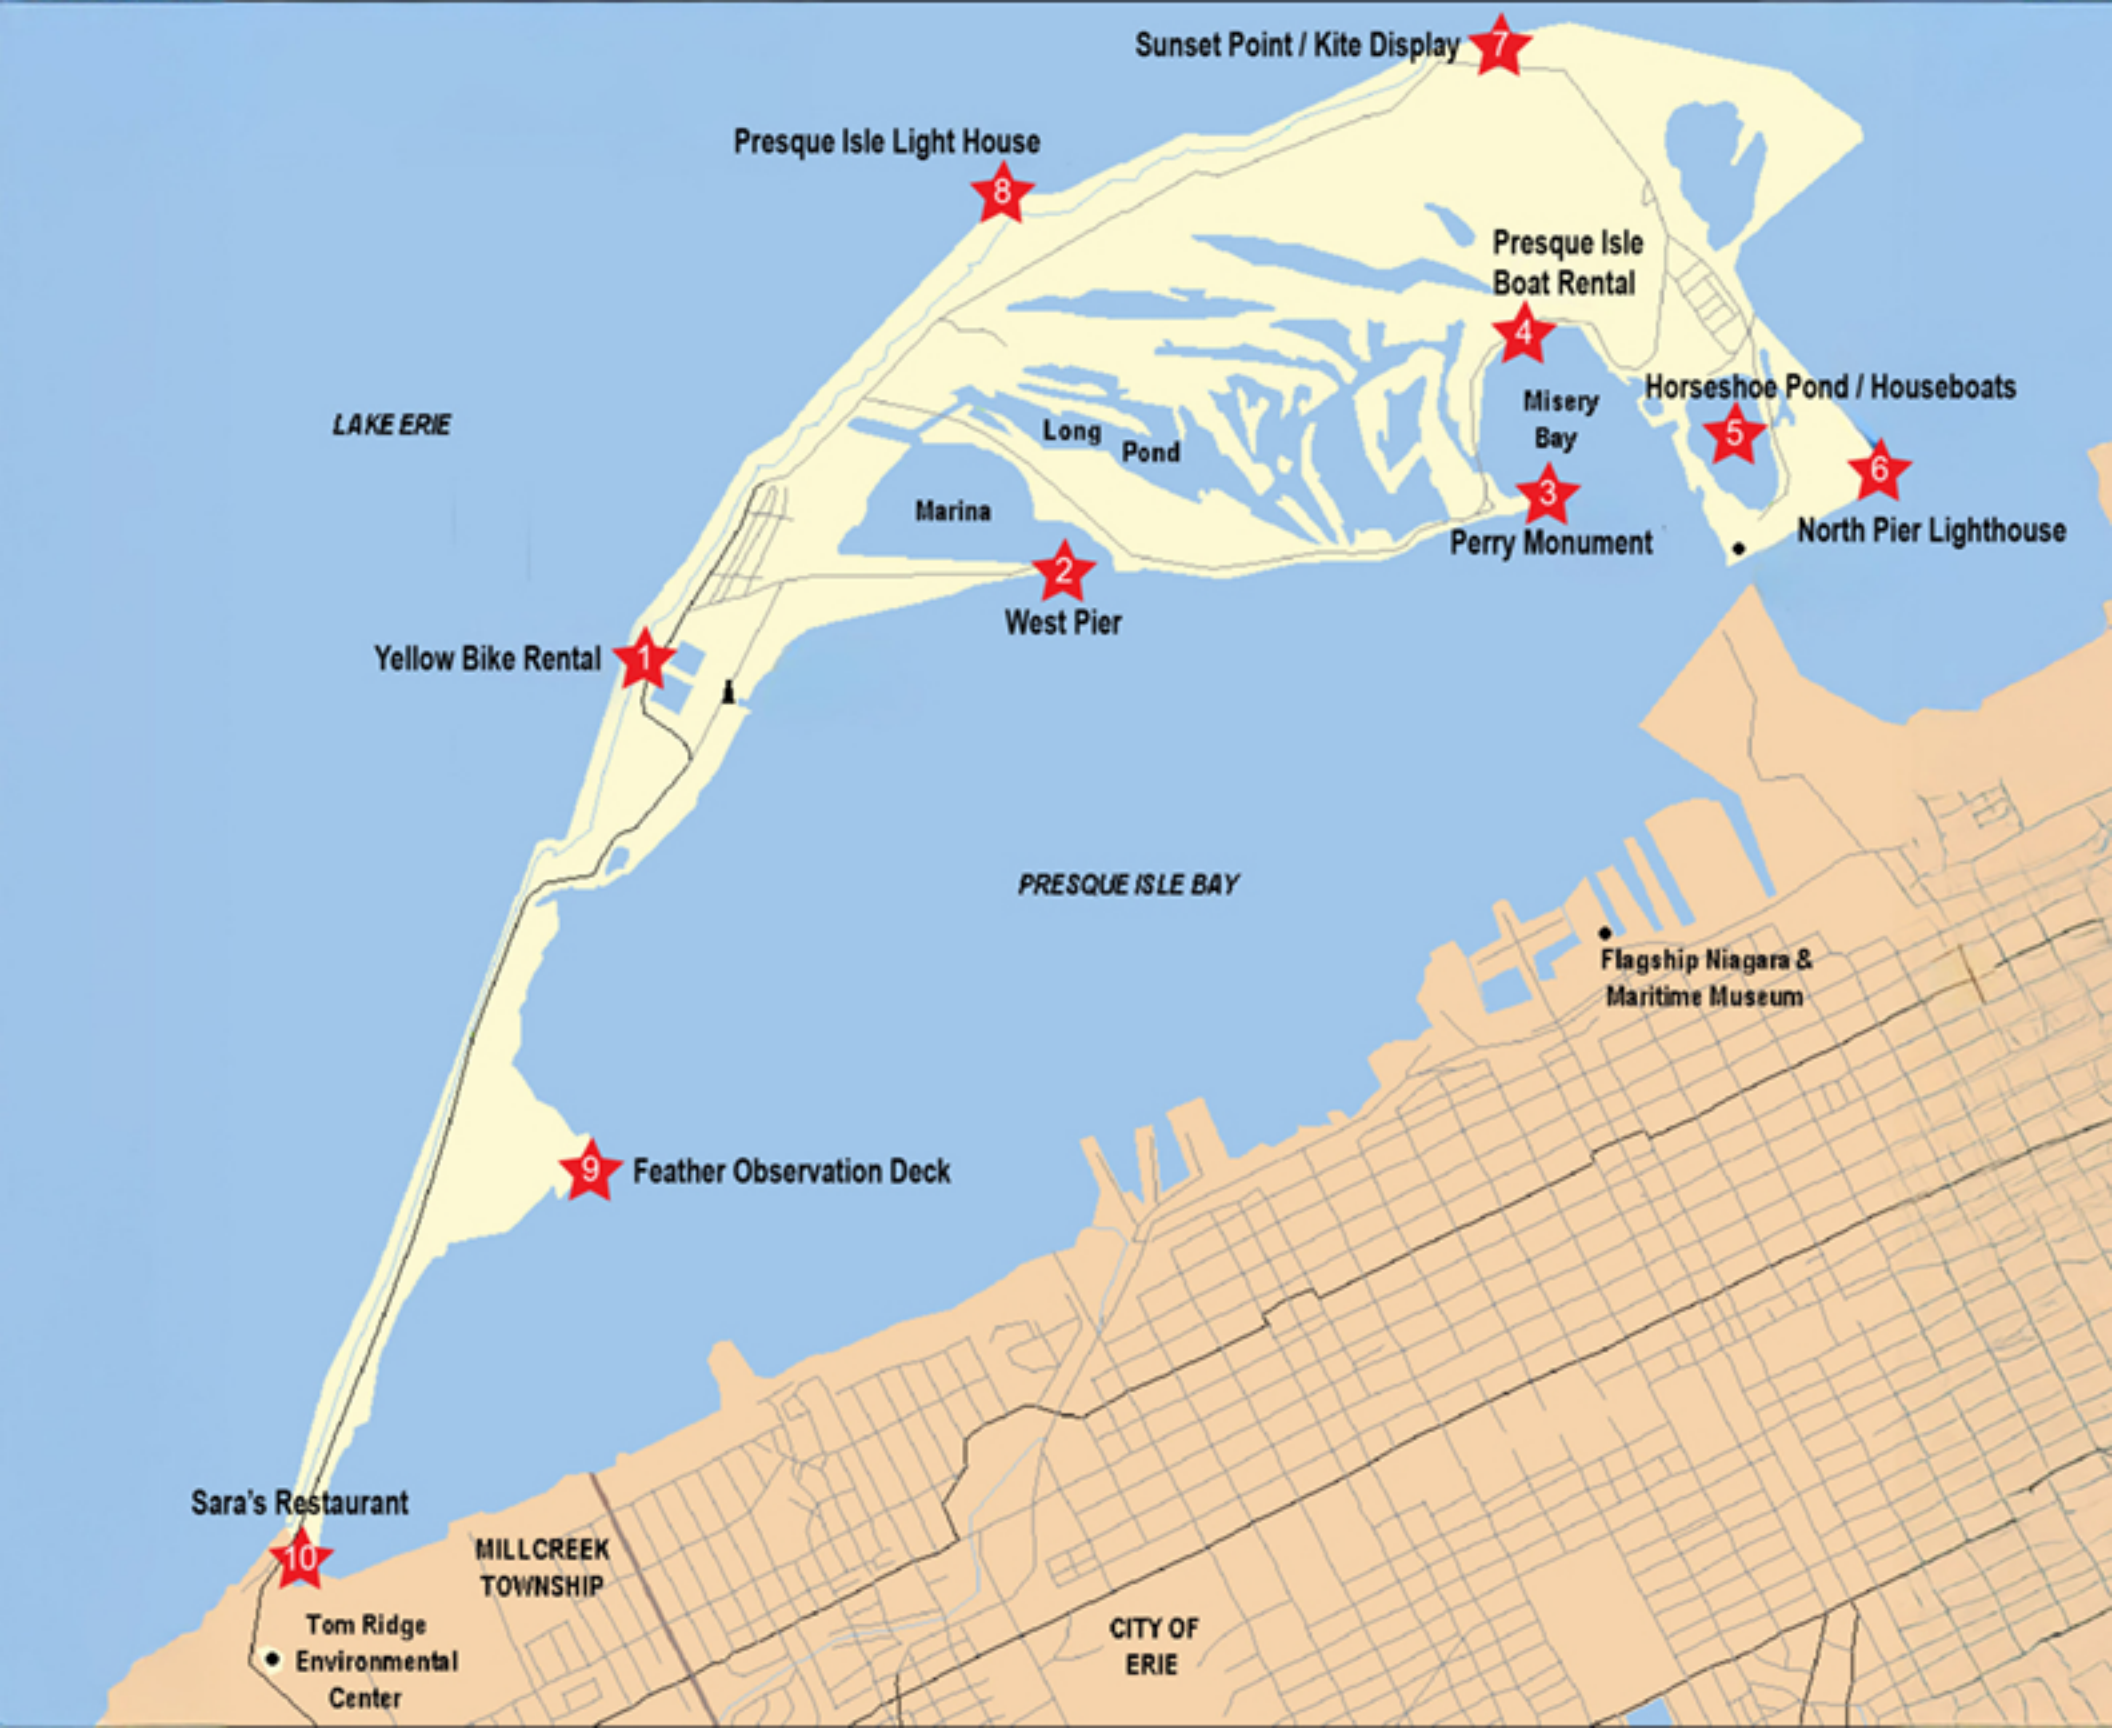 Sunset Point / Kite Display
7
Presque Isle Light House
8
Presque Isle
Boat Rental
4
LAKE ERIE
Misery
Bay
Horseshoe Pond / Houseboats
5
Long
Pond
6
North Pier Lighthouse
3
Perry Monument
Marina
2
West Pier
Yellow Bike Rental
1
PRESQUE ISLE BAY
Flagship Niagara &
Maritime Museum
9
Feather Observation Deck
Sara's Restaurant
10
MILLCREEK
TOWNSHIP
Tom Ridge
Environmental
Center
CITY OF
ERIE